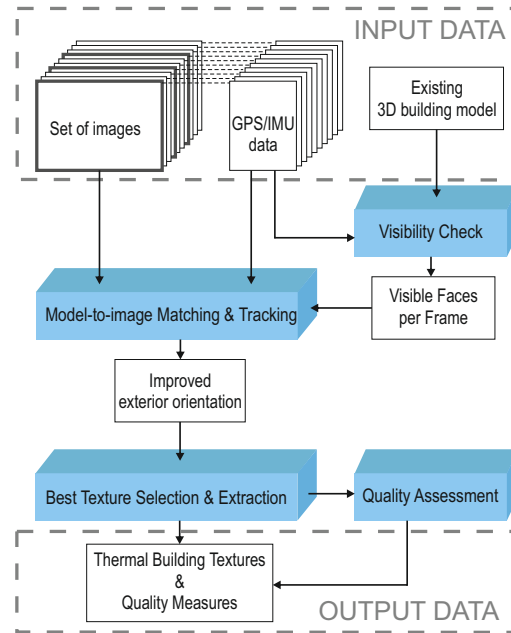 INPUT DATA
Set of images
GPS/IMU
data
Existing
3D building model
Visibility Check
Visible Faces
per Frame
Model-to-image Matching & Tracking
Improved
exterior orientation
Best Texture Selection & Extraction
Quality Assessment
Thermal Building Textures
&
Quality Measures
OUTPUT DATA